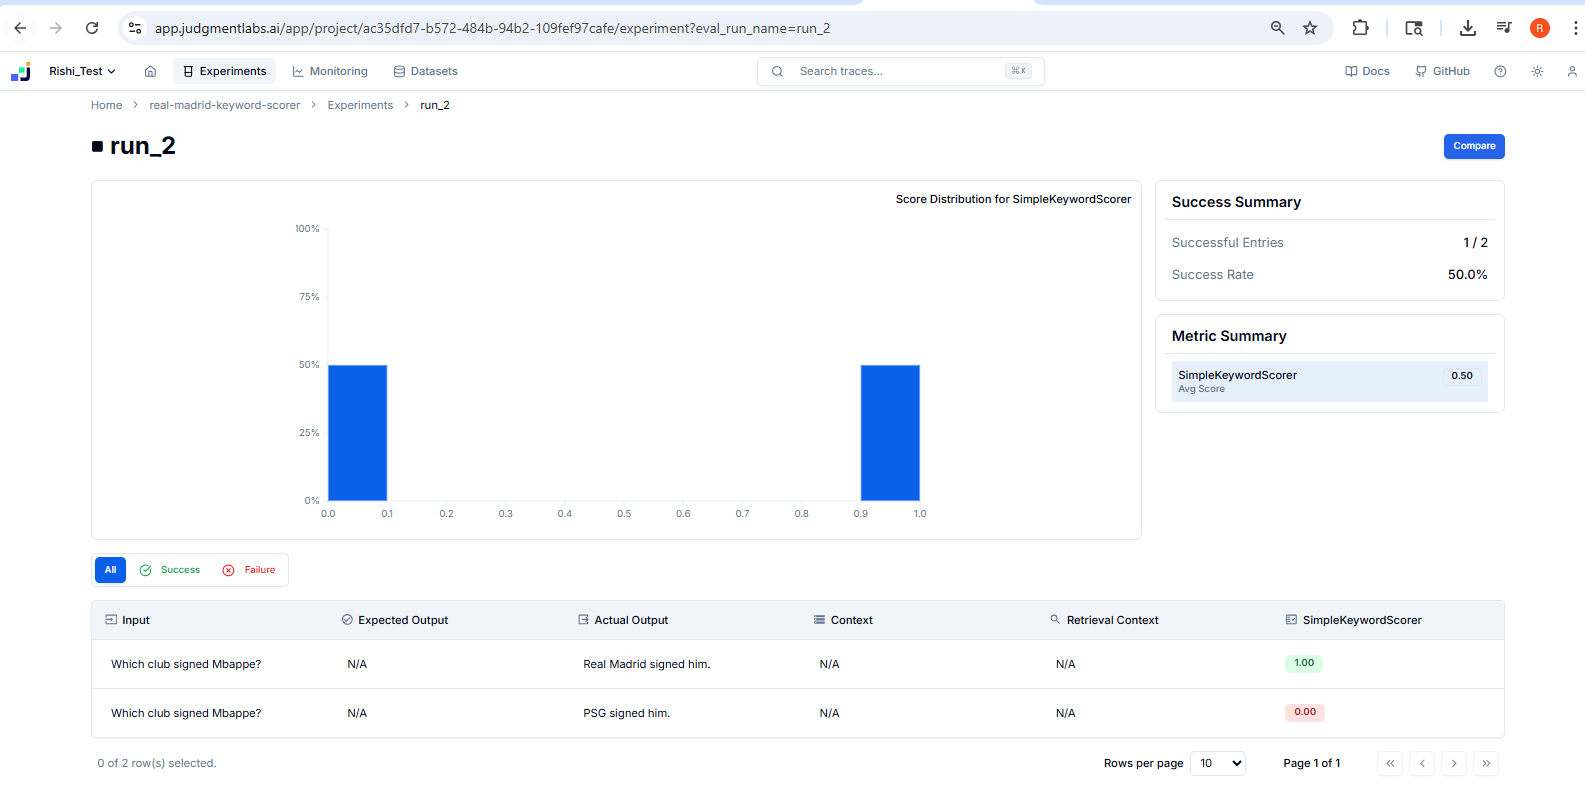 app.judgmentlabs.ai/app/project/ac35dfd7-b572-484b-94b2-109fef97cafe/experiment?eval_run_name=run_2
R
Rishi_Test
Experiments
Monitoring
Datasets
Search traces...
⌘K
Docs
GitHub
Home > real-madrid-keyword-scorer > Experiments > run_2
run_2
Compare
Score Distribution for SimpleKeywordScorer
100%
75%
50%
25%
0%
0.0 0.1 0.2 0.3 0.4 0.5 0.6 0.7 0.8 0.9 1.0
Success Summary
Successful Entries 1 / 2
Success Rate 50.0%
Metric Summary
SimpleKeywordScorer 0.50
Avg Score
All Success Failure
Input Expected Output Actual Output Context Retrieval Context SimpleKeywordScorer
Which club signed Mbappe? N/A Real Madrid signed him. N/A N/A 1.00
Which club signed Mbappe? N/A PSG signed him. N/A N/A 0.00
0 of 2 row(s) selected. Rows per page 10 Page 1 of 1